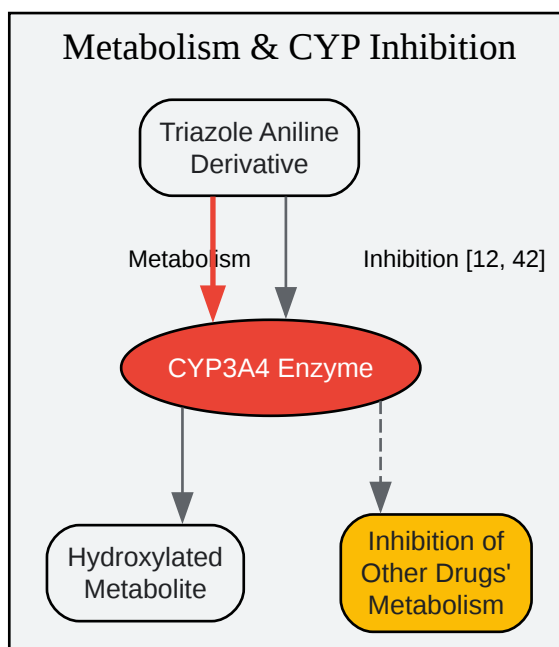 Metabolism & CYP Inhibition
Triazole Aniline
Derivative
Metabolism
Inhibition [12, 42]
CYP3A4 Enzyme
Hydroxylated
Metabolite
Inhibition of
Other Drugs'
Metabolism